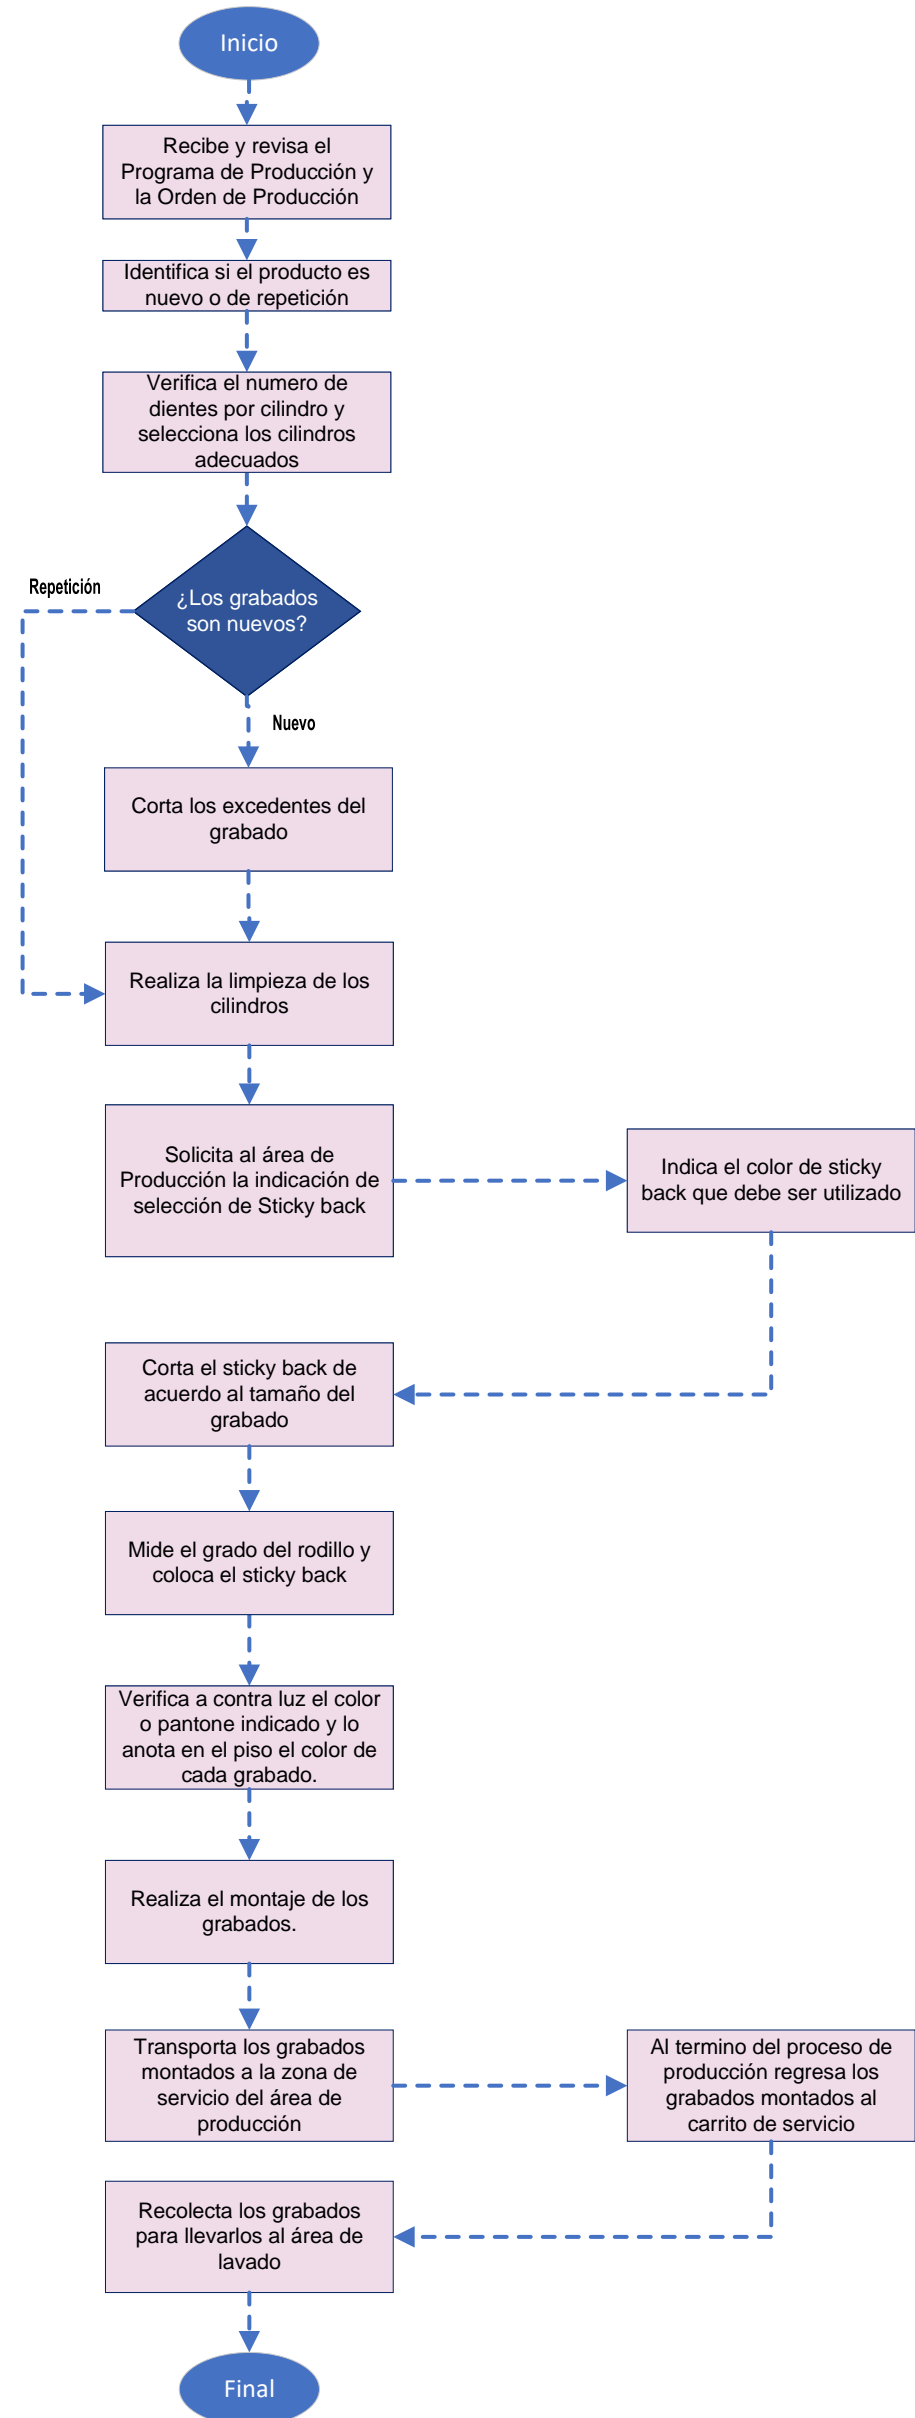 Inicio
Recibe y revisa el
Programa de Producción y
la Orden de Producción
Identifica si el producto es
nuevo o de repetición
Verifica el numero de
dientes por cilindro y
selecciona los cilindros
adecuados
Repetición
¿Los grabados
son nuevos?
Nuevo
Corta los excedentes del
grabado
Realiza la limpieza de los
cilindros
Solicita al área de
Producción la indicación de
selección de Sticky back
Indica el color de sticky
back que debe ser utilizado
Corta el sticky back de
acuerdo al tamaño del
grabado
Mide el grado del rodillo y
coloca el sticky back
Verifica a contra luz el color
o pantone indicado y lo
anota en el piso el color de
cada grabado.
Realiza el montaje de los
grabados.
Transporta los grabados
montados a la zona de
servicio del área de
producción
Al termino del proceso de
producción regresa los
grabados montados al
carrito de servicio
Recolecta los grabados
para llevarlos al área de
lavado
Final